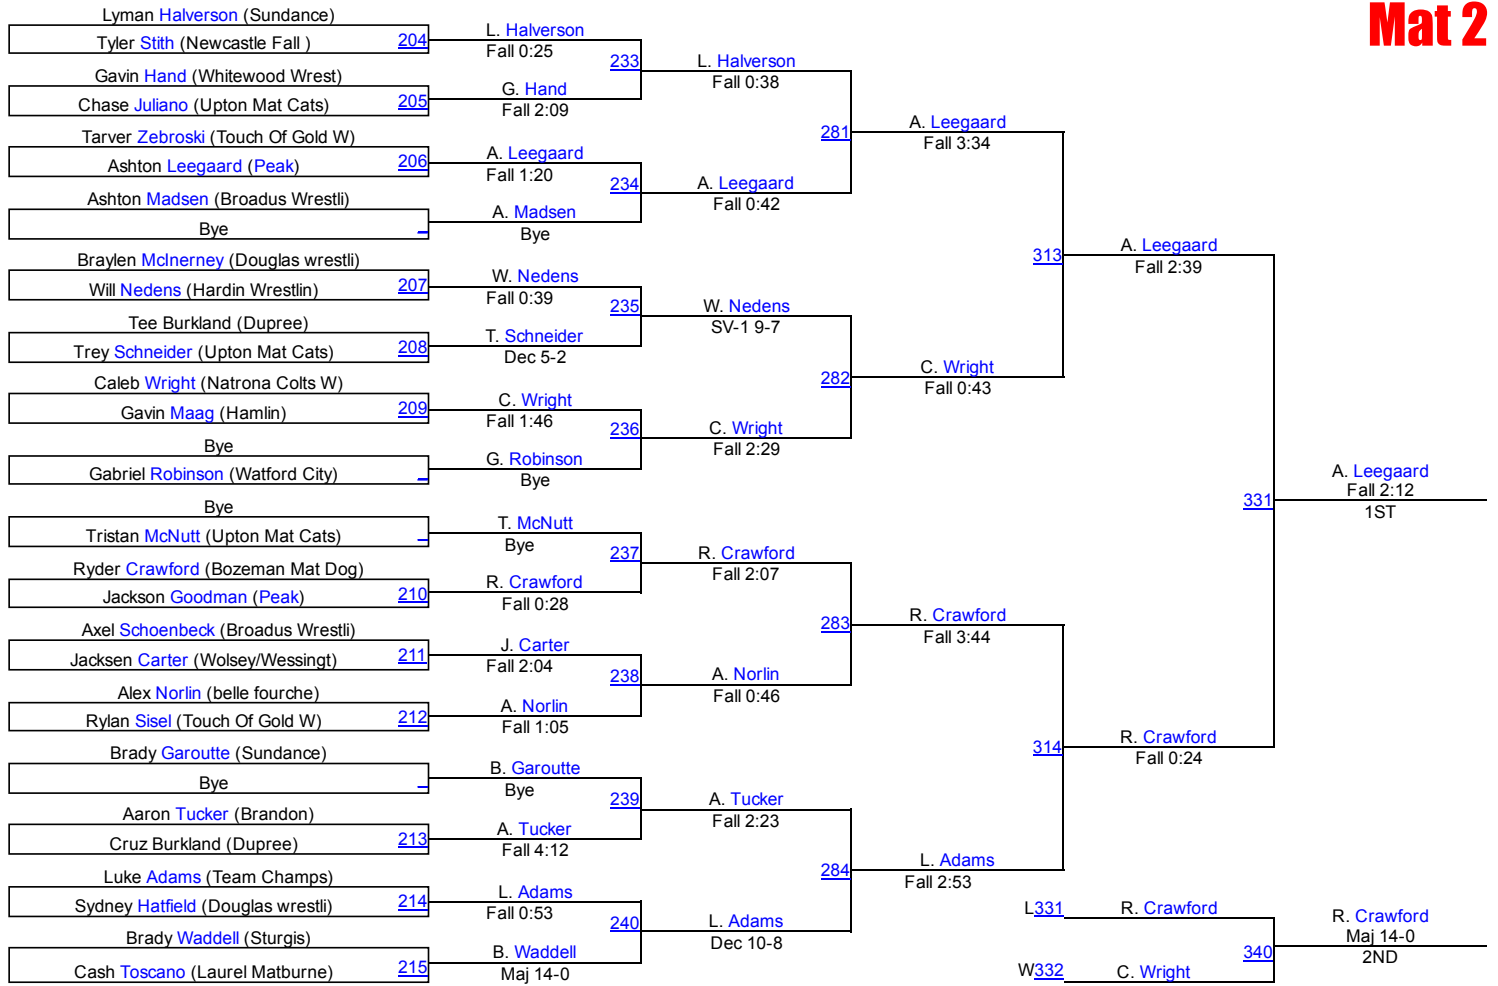 Mat 2
Lyman Halverson (Sundance)
Tyler Stith (Newcastle Fall )
204
Gavin Hand (Whitewood Wrest)
Chase Juliano (Upton Mat Cats)
205
Tarver Zebroski (Touch Of Gold W)
Ashton Leegaard (Peak)
206
Ashton Madsen (Broadus Wrestli)
Bye
Braylen McInerney (Douglas wrestli)
Will Nedens (Hardin Wrestlin)
207
Tee Burkland (Dupree)
Trey Schneider (Upton Mat Cats)
208
Caleb Wright (Natrona Colts W)
Gavin Maag (Hamlin)
209
Bye
Gabriel Robinson (Watford City)
Bye
Tristan McNutt (Upton Mat Cats)
Ryder Crawford (Bozeman Mat Dog)
Jackson Goodman (Peak)
210
Axel Schoenbeck (Broadus Wrestli)
Jacksen Carter (Wolsey/Wessingt)
211
Alex Norlin (belle fourche)
Rylan Sisel (Touch Of Gold W)
212
Brady Garoutte (Sundance)
Bye
Aaron Tucker (Brandon)
Cruz Burkland (Dupree)
213
Luke Adams (Team Champs)
Sydney Hatfield (Douglas wrestli)
214
Brady Waddell (Sturgis)
Cash Toscano (Laurel Matburne)
215
L. Halverson
Fall 0:25
233
G. Hand
Fall 2:09
A. Leegaard
Fall 1:20
234
A. Madsen
Bye
W. Nedens
Fall 0:39
235
T. Schneider
Dec 5-2
C. Wright
Fall 1:46
236
G. Robinson
Bye
T. McNutt
Bye
237
R. Crawford
Fall 0:28
J. Carter
Fall 2:04
238
A. Norlin
Fall 1:05
B. Garoutte
Bye
239
A. Tucker
Fall 4:12
L. Adams
Fall 0:53
240
B. Waddell
Maj 14-0
L. Halverson
Fall 0:38
281
A. Leegaard
Fall 0:42
W. Nedens
SV-1 9-7
282
C. Wright
Fall 2:29
R. Crawford
Fall 2:07
283
A. Norlin
Fall 0:46
A. Tucker
Fall 2:23
284
L. Adams
Dec 10-8
A. Leegaard
Fall 3:34
313
C. Wright
Fall 0:43
R. Crawford
Fall 3:44
314
L. Adams
Fall 2:53
A. Leegaard
Fall 2:39
331
R. Crawford
Fall 0:24
A. Leegaard
Fall 2:12
1ST
L331
R. Crawford
340
W332
C. Wright
R. Crawford
Maj 14-0
2ND